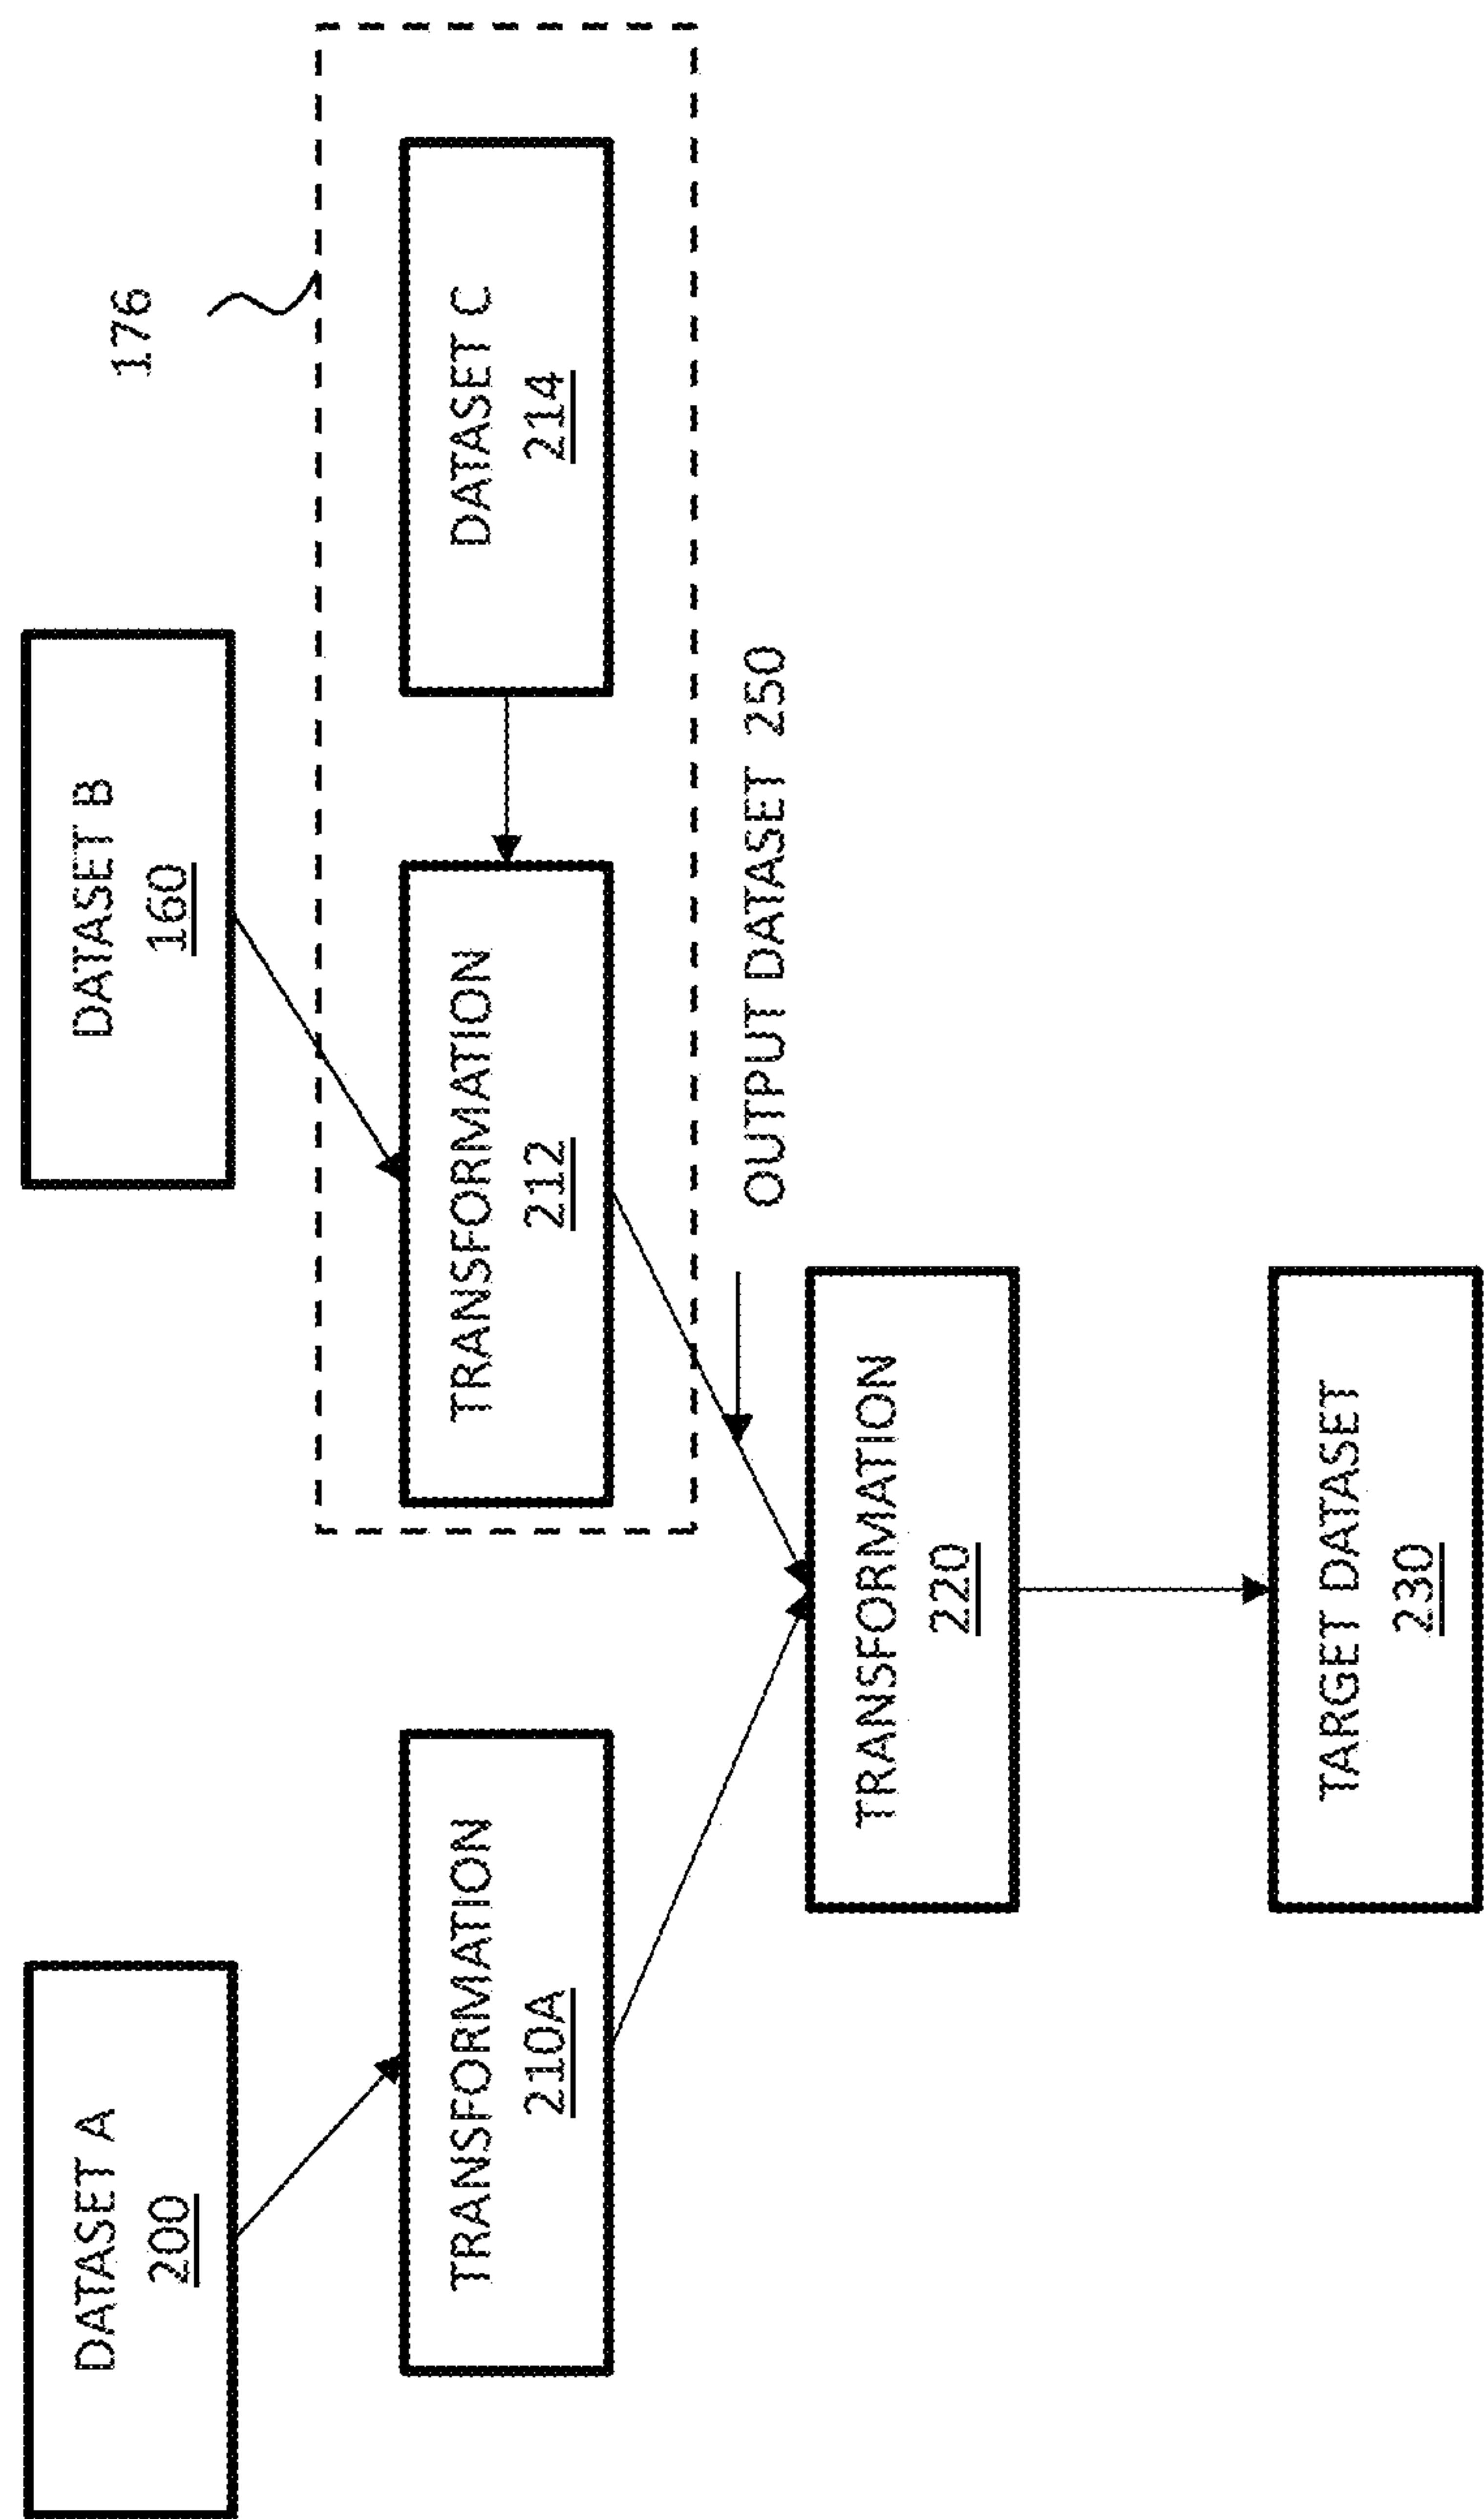 DATASET A
200
DATASET B
160
176
TRANSFORMATION
210A
TRANSFORMATION
212
DATASET C
214
OUTPUT DATASET 250
TRANSFORMATION
220
TARGET DATASET
230